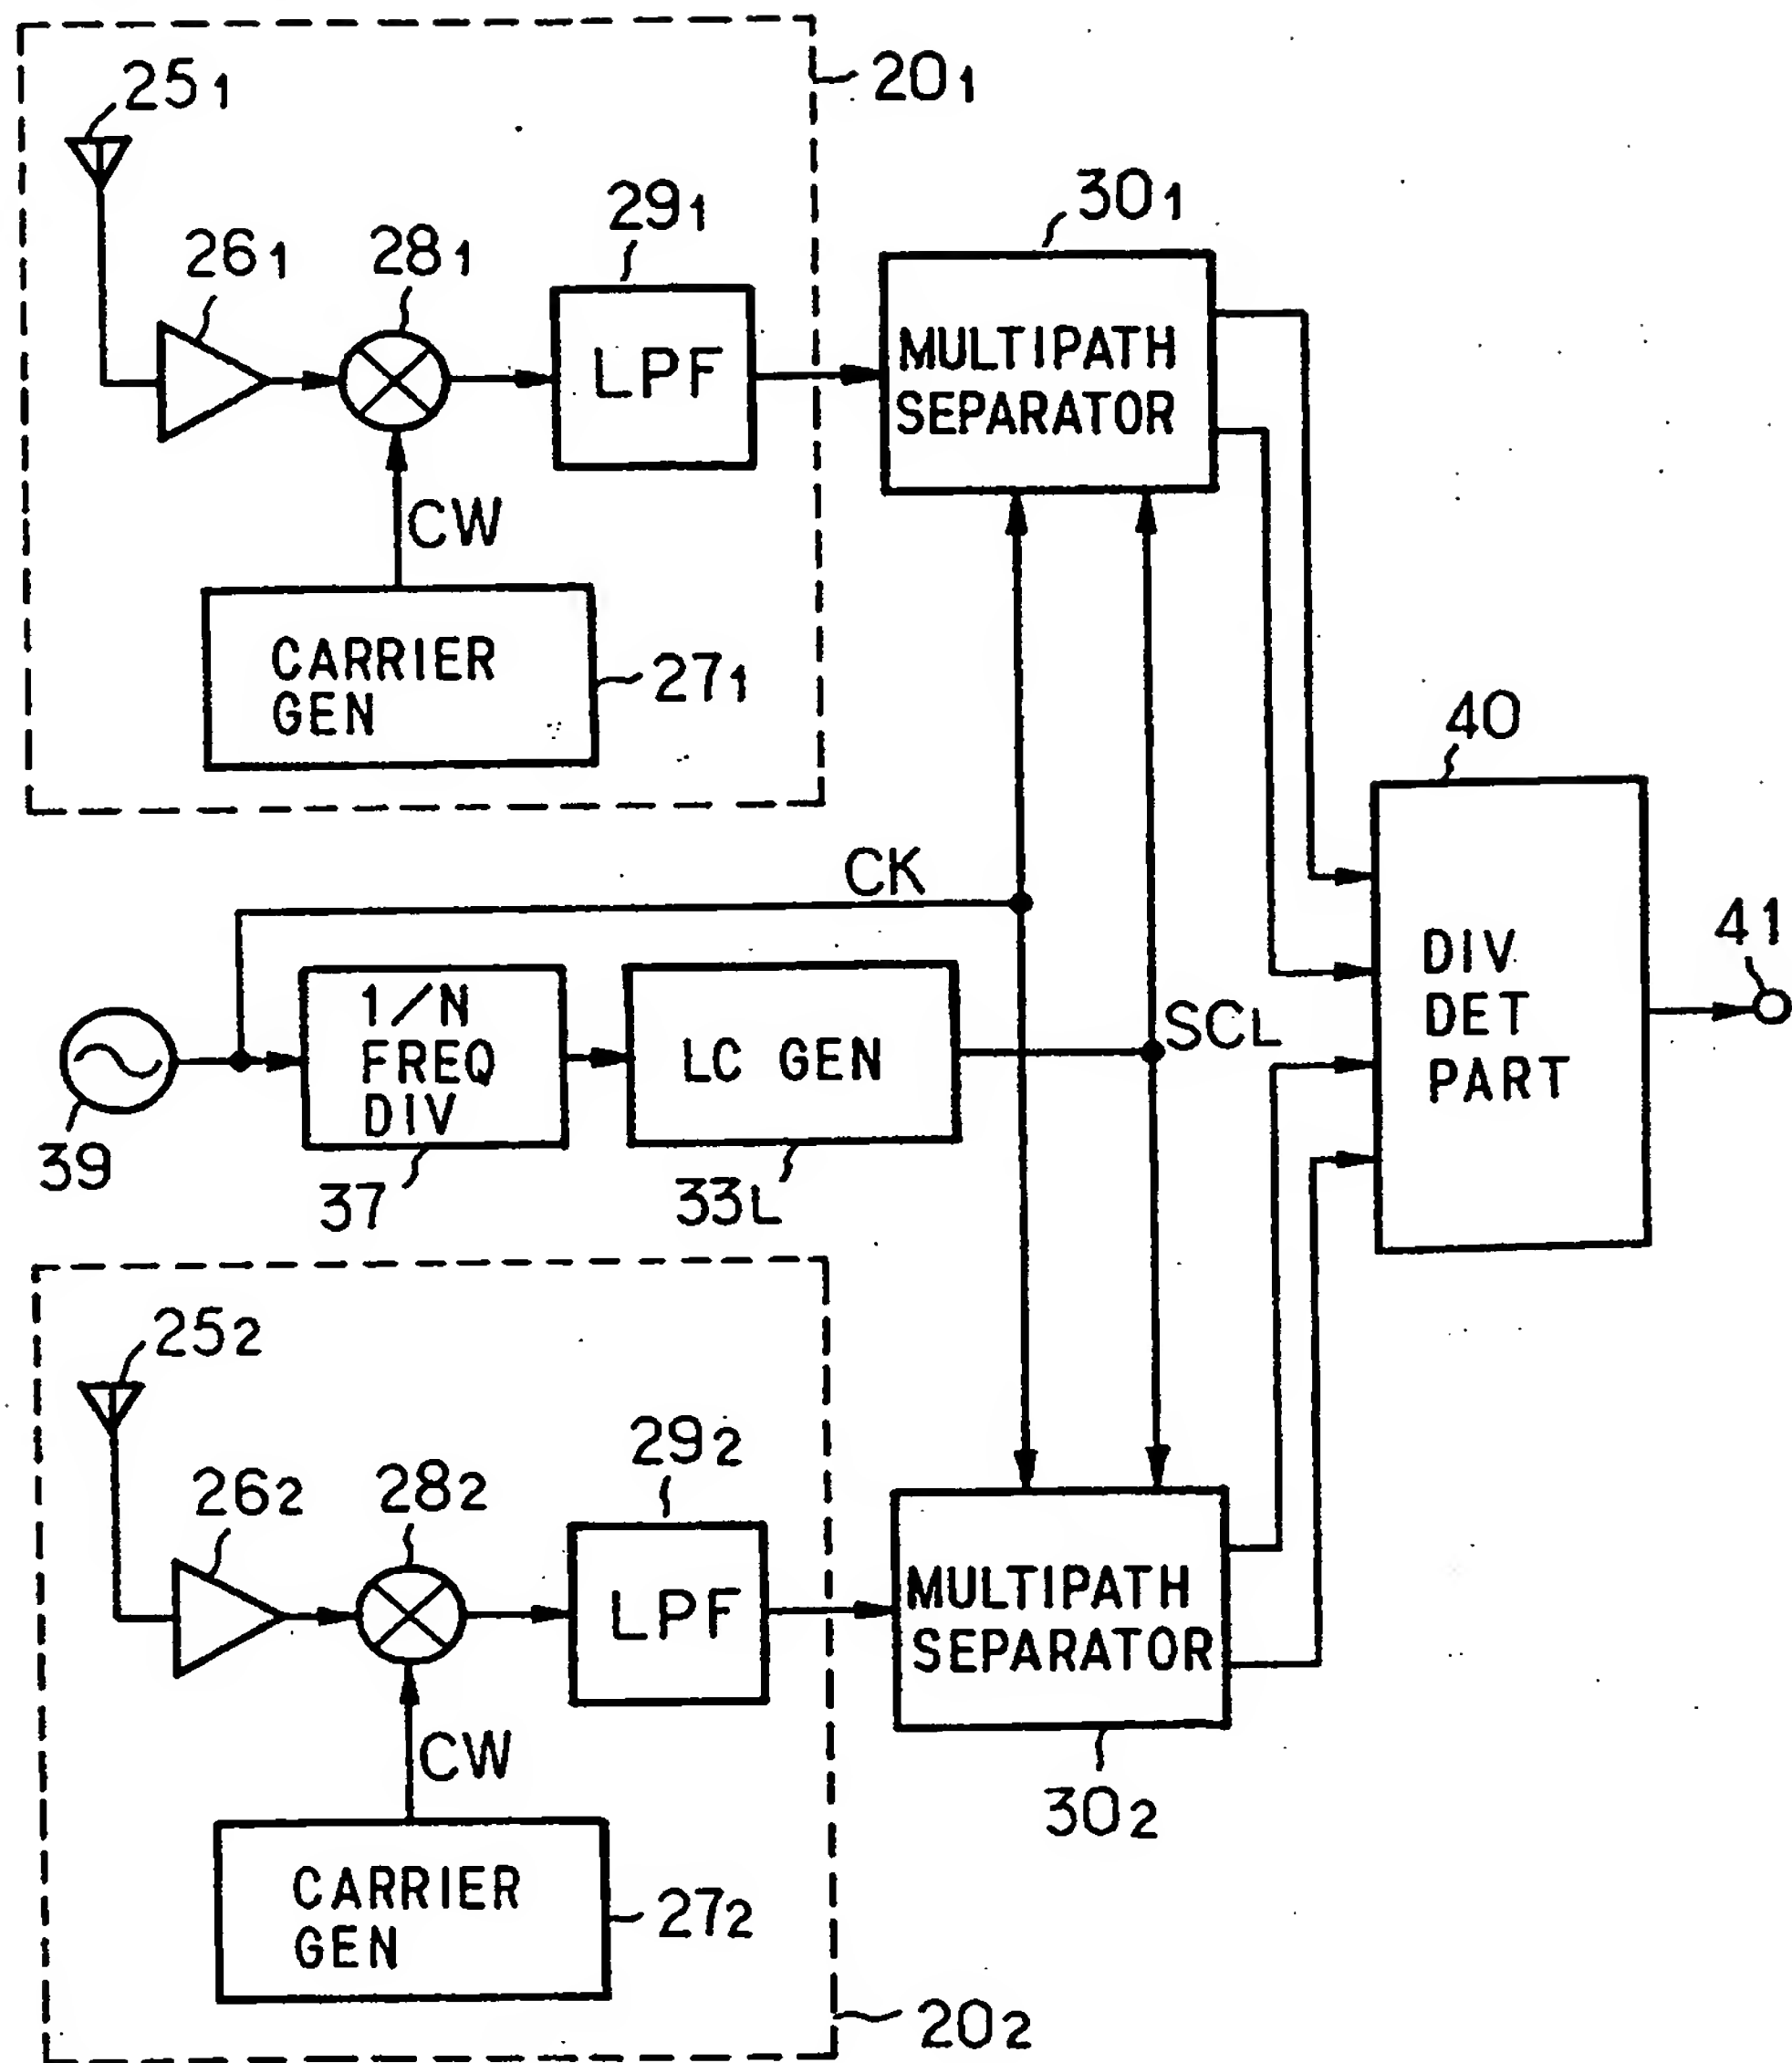 25₁
20₁
26₁
28₁
29₁
30₁
LPF
MULTIPATH
SEPARATOR
CW
CARRIER
GEN
27₁
40
CK
DIV
DET
PART
41
39
1/N
FREQ
DIV
37
LC GEN
33L
SCL
25₂
26₂
28₂
29₂
LPF
MULTIPATH
SEPARATOR
30₂
CW
CARRIER
GEN
27₂
20₂